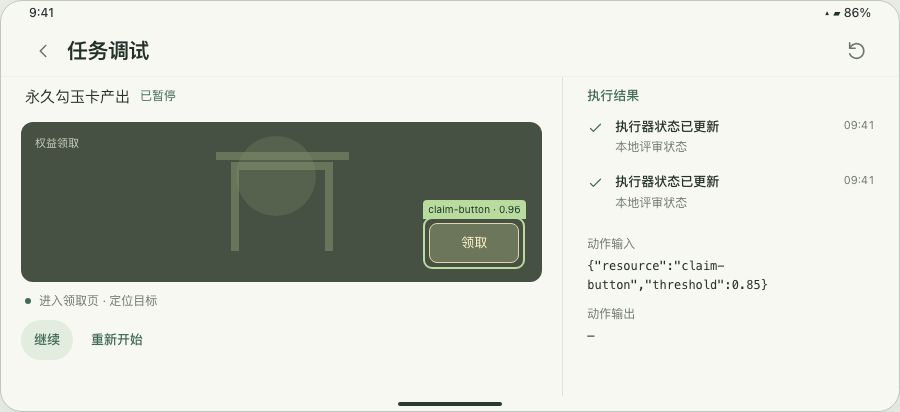 9:41
86%
任务调试
永久勾玉卡产出 已暂停
权益领取
claim-button · 0.96
领取
进入领取页 · 定位目标
继续 重新开始
执行结果
执行器状态已更新 09:41
本地评审状态
执行器状态已更新 09:41
本地评审状态
动作输入
{"resource":"claim-
button","threshold":0.85}
动作输出
—